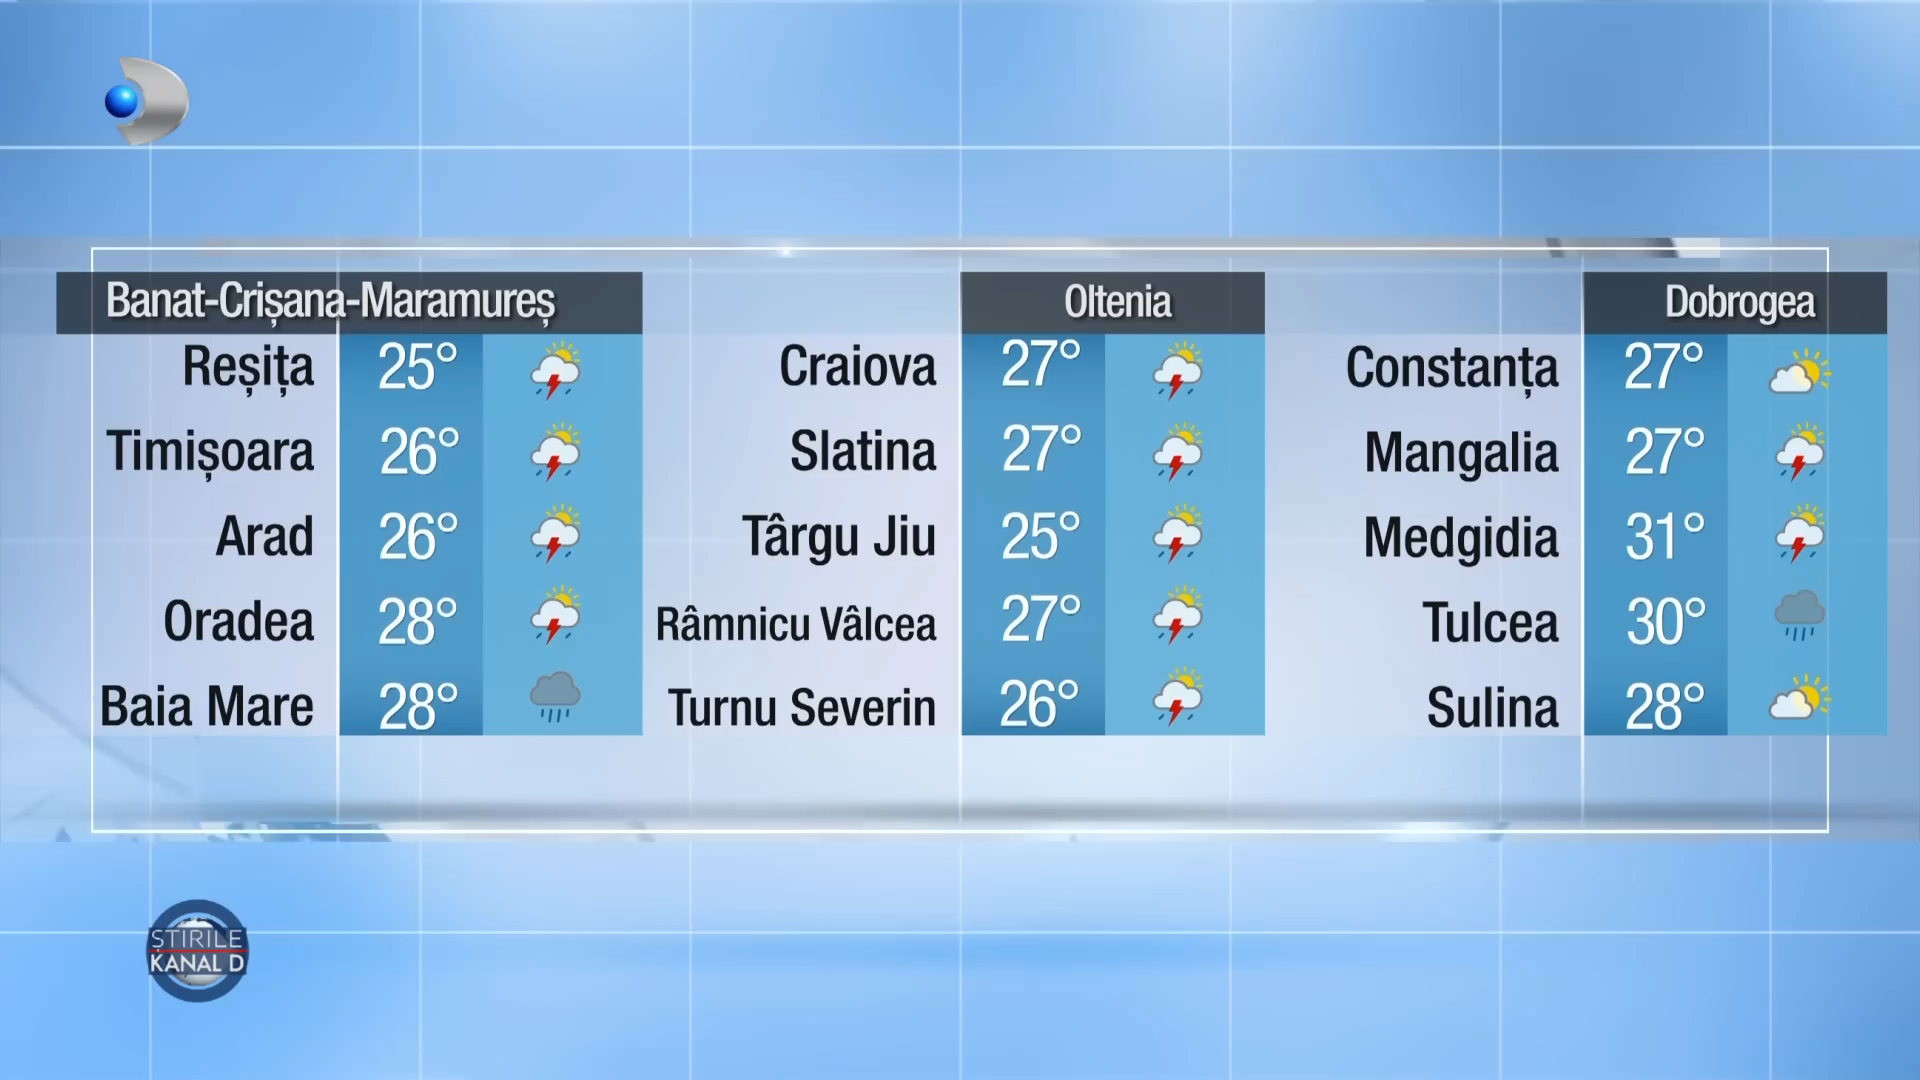 Banat-Crișana-Maramureș
Reșița 25°
Timișoara 26°
Arad 26°
Oradea 28°
Baia Mare 28°
Oltenia
Craiova 27°
Slatina 27°
Târgu Jiu 25°
Râmnicu Vâlcea 27°
Turnu Severin 26°
Dobrogea
Constanța 27°
Mangalia 27°
Medgidia 31°
Tulcea 30°
Sulina 28°
ȘTIRILE
KANAL D